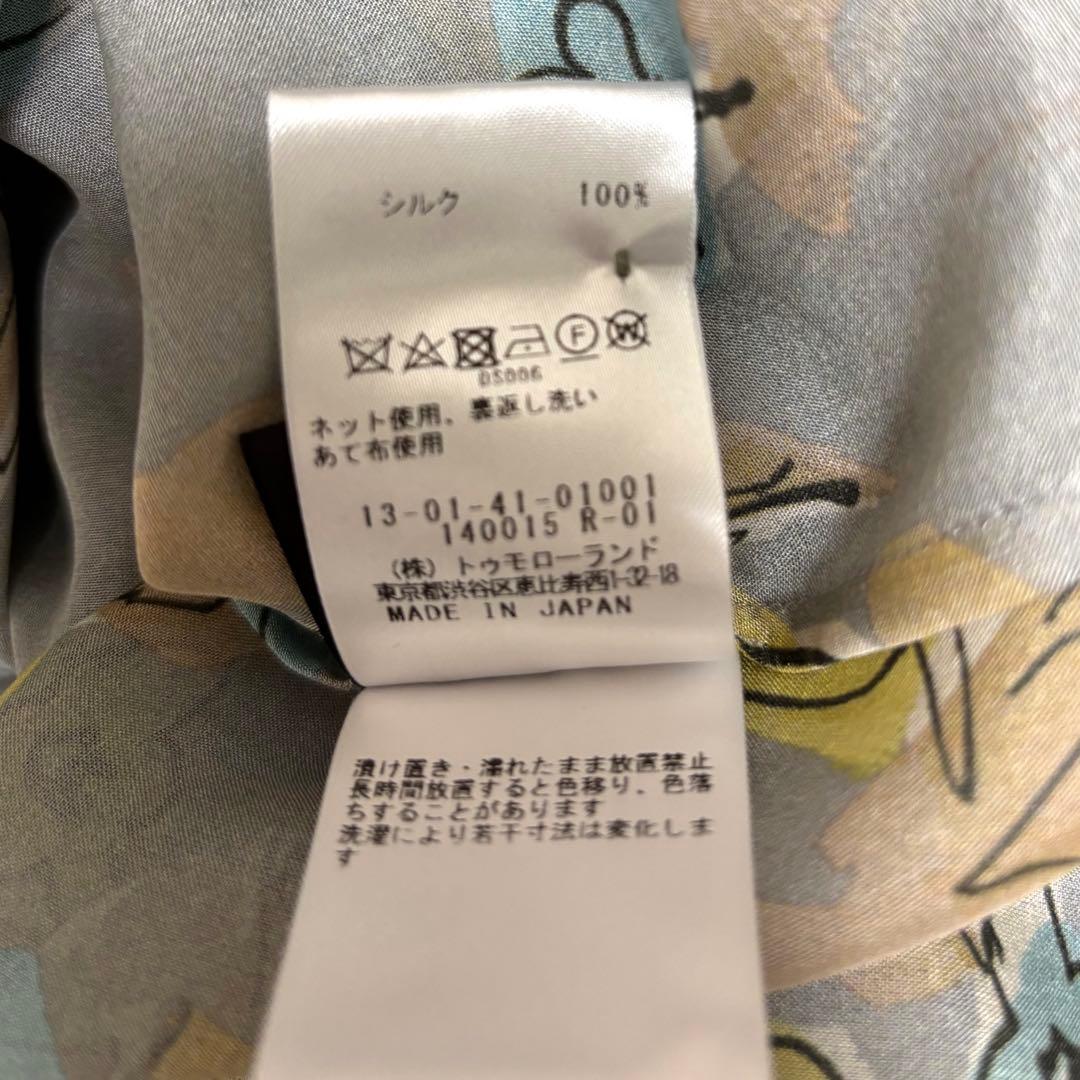 シルク 100%
F W
DS006
ネット使用、裏返し洗い
あて布使用
13-01-41-01001
140015 R-01
(株) トゥモローランド
東京都渋谷区恵比寿西1-32-18
MADE IN JAPAN
漬け置き・濡れたまま放置禁止
長時間放置すると色移り、色落
ちすることがあります
洗濯により若干寸法は変化しま
す